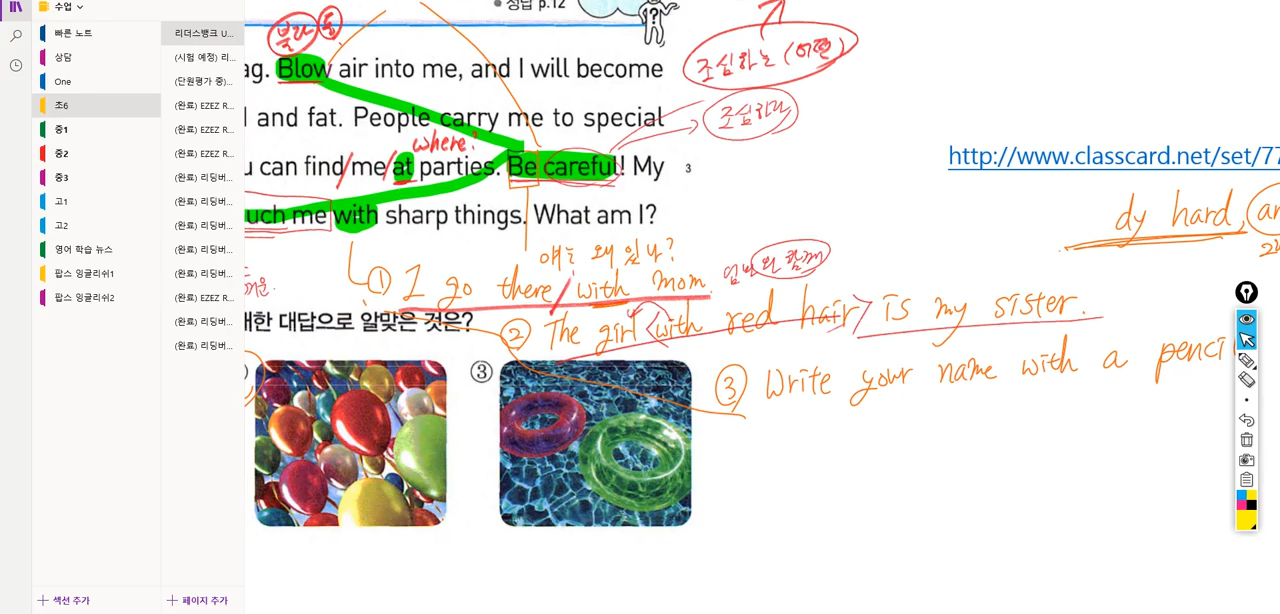 수업
빠른 노트
상담
One
초6
중1
중2
중3
고1
고2
영어 학습 뉴스
팝스 잉글리쉬1
팝스 잉글리쉬2
섹션 추가
리더스뱅크 U...
(시험 예정) 리...
(단원평가 중)...
(완료) EZEZ R...
(완료) EZEZ R...
(완료) 리딩버...
(완료) 리딩버...
(완료) 리딩버...
(완료) 리딩버...
(완료) 리딩버...
(완료) 리딩버...
(완료) EZEZ R...
(완료) 리딩버...
(완료) 리딩버...
페이지 추가
정답 p.12
?
불라
ag. Blow air into me, and I will become
조심하는 (어떤)
l and fat. People carry me to special
조심하다
where?
u can find/me/at parties. Be careful! My
3
uch me with sharp things. What am I?
http://www.classcard.net/set/77
dy hard,
얘는 왜 있나?
엄마와 함께
① I go there/with mom.
② The girl <with red hair> is my sister.
대한 대답으로 알맞은 것은?
③
③ Write your name with a penci